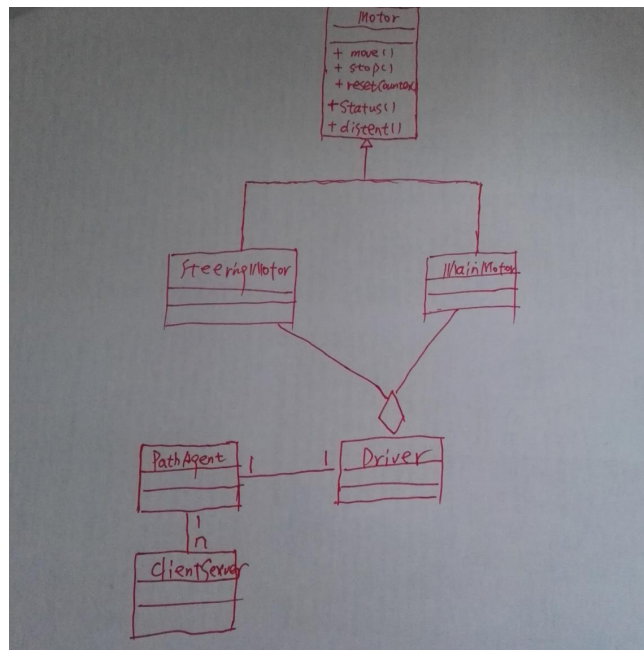 Motor
+ move()
+ stop()
+ resetCounter
+ Status()
+ distent()
SteeringMotor
MainMotor
PathAgent
1
1
Driver
1
n
ClientServer